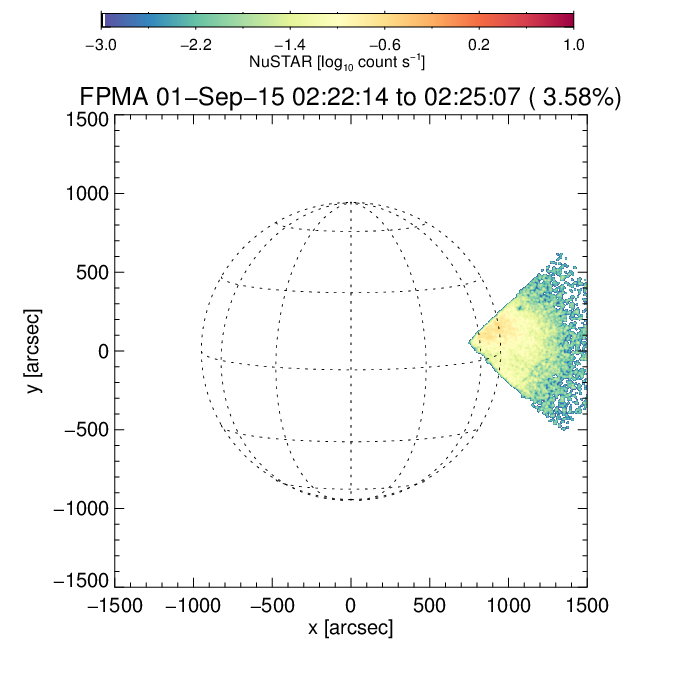 −3.0 −2.2 −1.4 −0.6 0.2 1.0
NuSTAR [log₁₀ count s⁻¹]
FPMA 01−Sep−15 02:22:14 to 02:25:07 ( 3.58%)
1500
1000
500
0
−500
−1000
−1500
y [arcsec]
−1500 −1000 −500 0 500 1000 1500
x [arcsec]